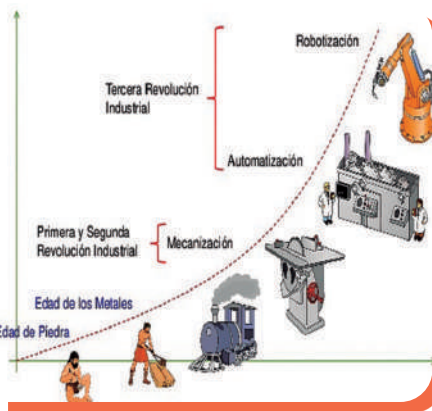 Robotización
Tercera Revolución
Industrial
Automatización
Primera y Segunda
Revolución Industrial
Mecanización
Edad de los Metales
Edad de Piedra